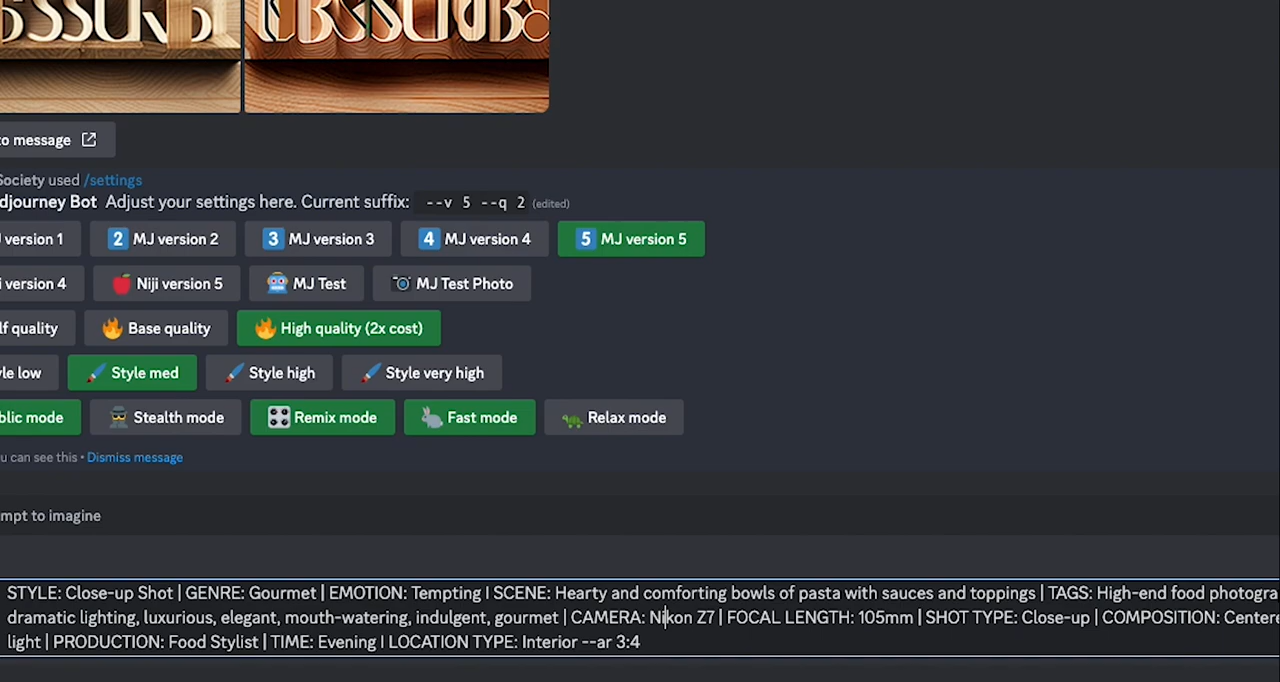 to message
Society used /settings
djourney Bot Adjust your settings here. Current suffix: --v 5 --q 2 (edited)
version 1 2 MJ version 2 3 MJ version 3 4 MJ version 4 5 MJ version 5
version 4 Niji version 5 MJ Test MJ Test Photo
lf quality Base quality High quality (2x cost)
le low Style med Style high Style very high
blic mode Stealth mode Remix mode Fast mode Relax mode
u can see this • Dismiss message
mpt to imagine
STYLE: Close-up Shot | GENRE: Gourmet | EMOTION: Tempting | SCENE: Hearty and comforting bowls of pasta with sauces and toppings | TAGS: High-end food photogra
dramatic lighting, luxurious, elegant, mouth-watering, indulgent, gourmet | CAMERA: Nikon Z7 | FOCAL LENGTH: 105mm | SHOT TYPE: Close-up | COMPOSITION: Centere
light | PRODUCTION: Food Stylist | TIME: Evening | LOCATION TYPE: Interior --ar 3:4